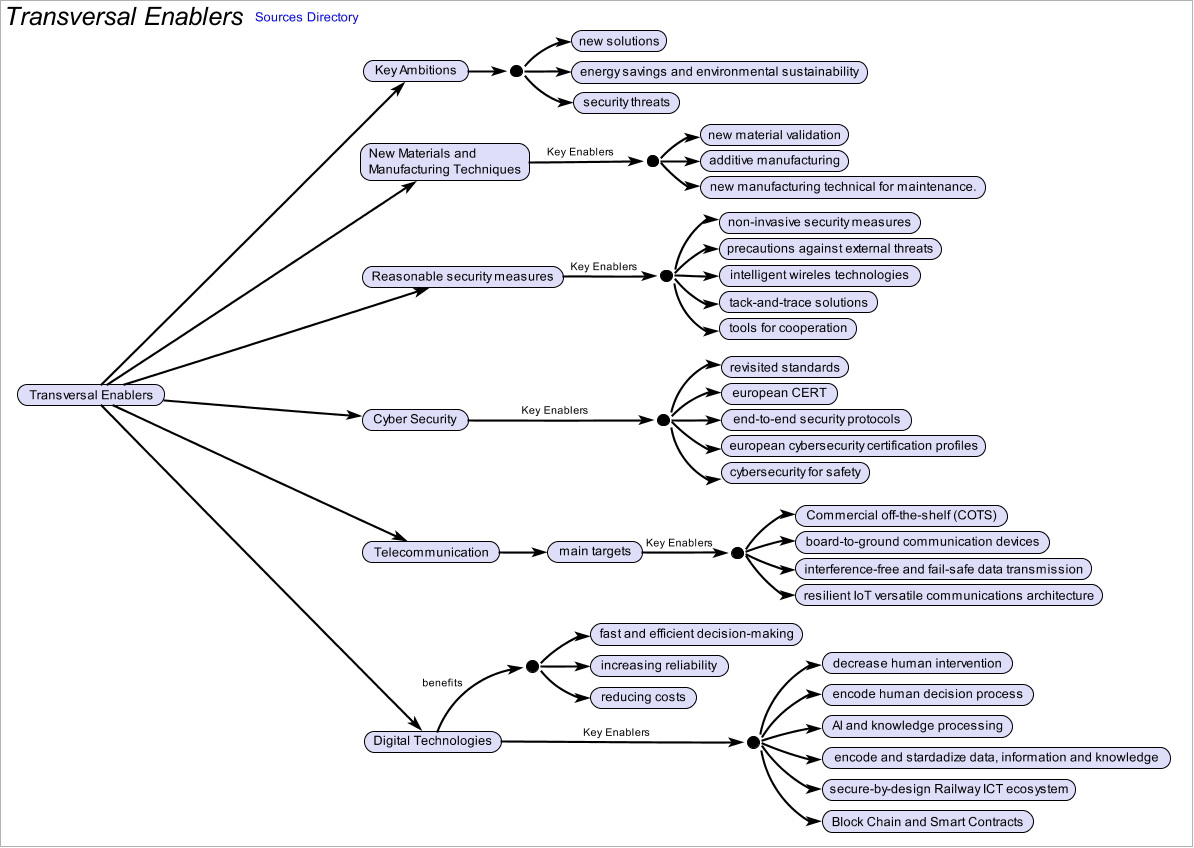 Transversal Enablers
Sources Directory
new solutions
Key Ambitions
energy savings and environmental sustainability
security threats
new material validation
New Materials and
Manufacturing Techniques
Key Enablers
additive manufacturing
new manufacturing technical for maintenance.
non-invasive security measures
precautions against external threats
Reasonable security measures
Key Enablers
intelligent wireles technologies
tack-and-trace solutions
tools for cooperation
Transversal Enablers
revisited standards
european CERT
Cyber Security
Key Enablers
end-to-end security protocols
european cybersecurity certification profiles
cybersecurity for safety
Commercial off-the-shelf (COTS)
board-to-ground communication devices
Telecommunication
main targets
Key Enablers
interference-free and fail-safe data transmission
resilient IoT versatile communications architecture
fast and efficient decision-making
benefits
increasing reliability
reducing costs
Digital Technologies
Key Enablers
decrease human intervention
encode human decision process
AI and knowledge processing
encode and stardadize data, information and knowledge
secure-by-design Railway ICT ecosystem
Block Chain and Smart Contracts